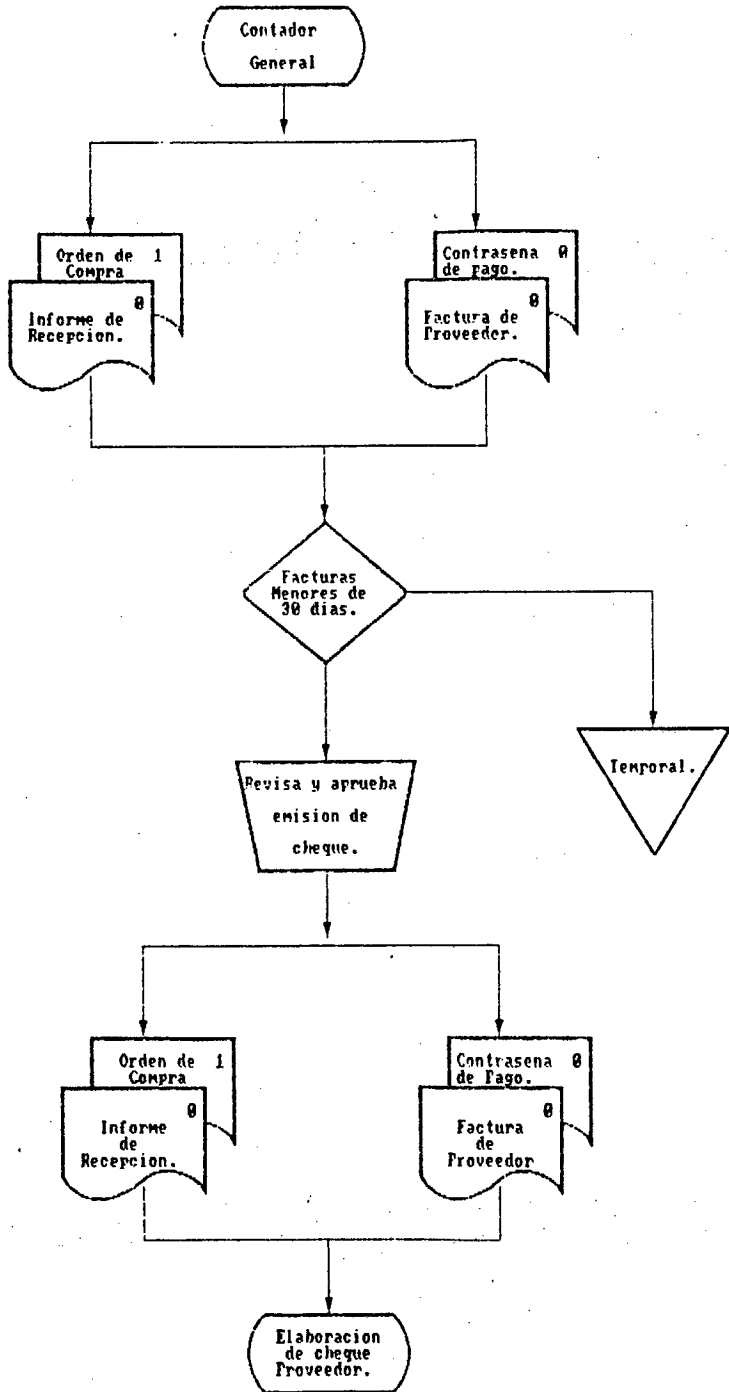 Contador
General
Orden de 1
Compra
0
Informe de
Recepcion.
Contrasena 0
de pago.
0
Factura de
Proveedor.
Facturas
Menores de
30 dias.
Temporal.
Revisa y aprueba
emision de
cheque.
Orden de 1
Compra
0
Informe
de
Recepcion.
Contrasena 0
de Pago.
0
Factura
de
Proveedor
Elaboracion
de cheque
Proveedor.